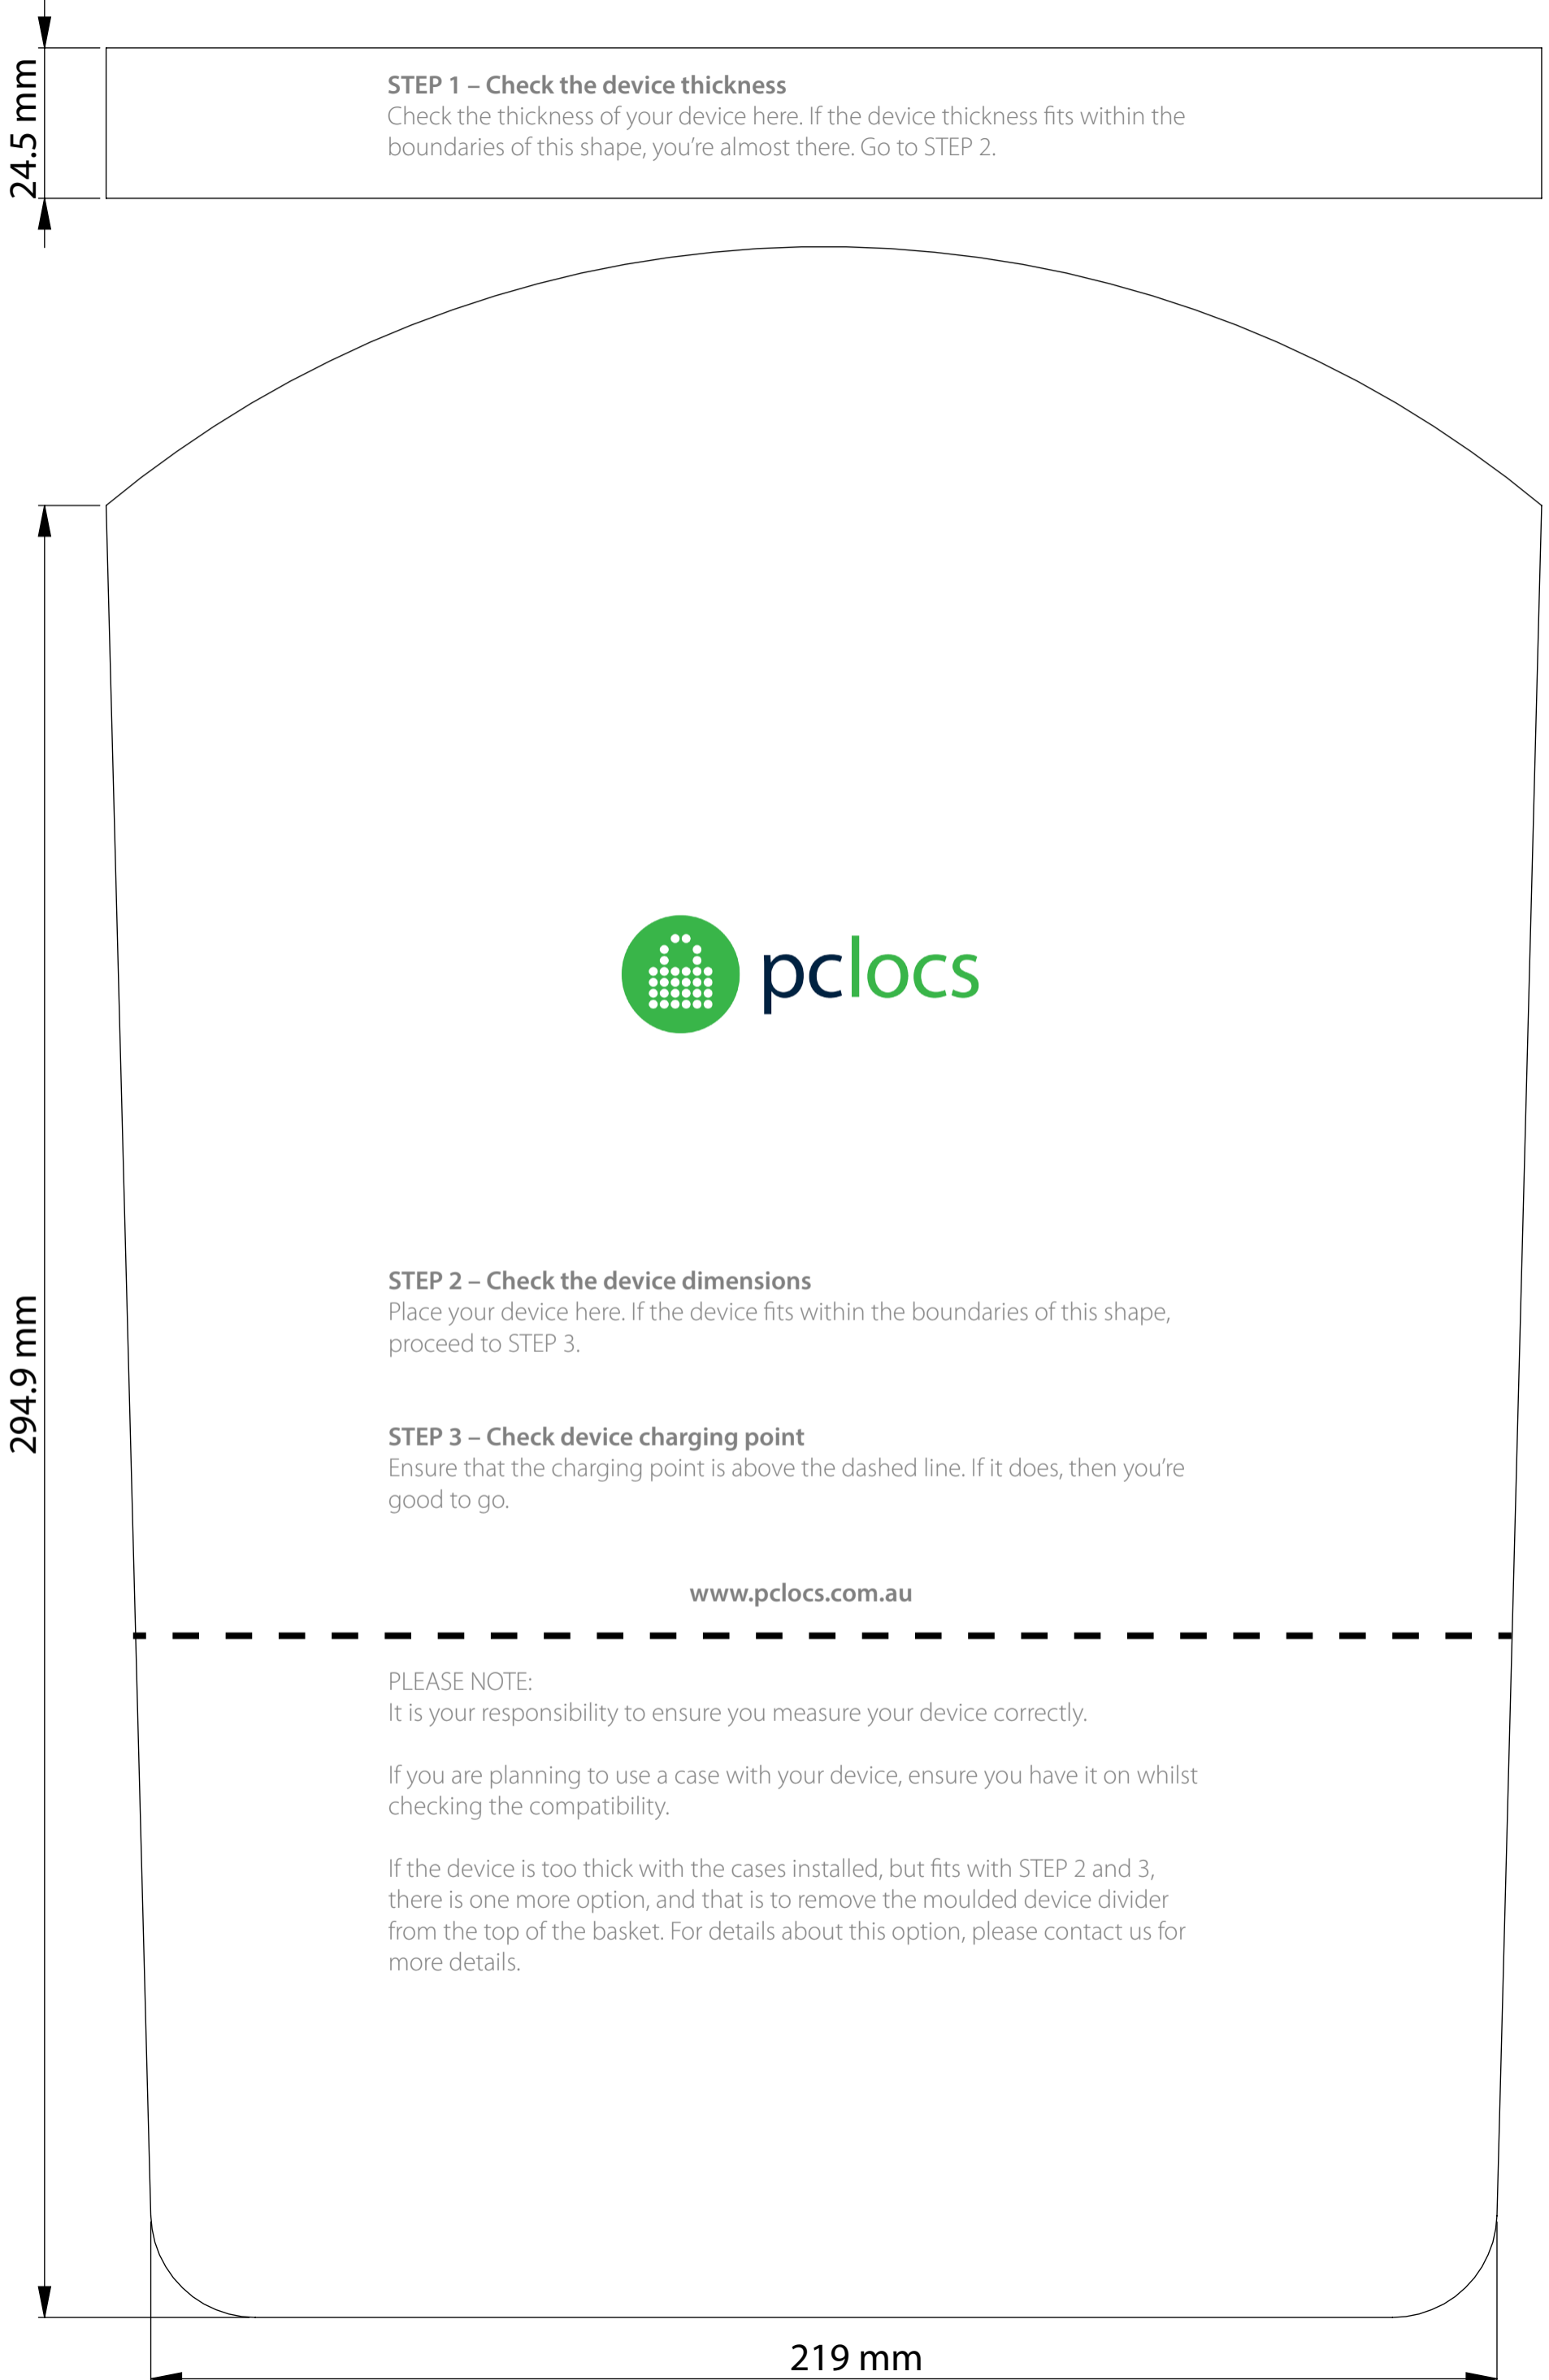 24.5 mm
STEP 1 – Check the device thickness
Check the thickness of your device here. If the device thickness fits within the
boundaries of this shape, you’re almost there. Go to STEP 2.
pclocs
294.9 mm
STEP 2 – Check the device dimensions
Place your device here. If the device fits within the boundaries of this shape,
proceed to STEP 3.
STEP 3 – Check device charging point
Ensure that the charging point is above the dashed line. If it does, then you’re
good to go.
www.pclocs.com.au
PLEASE NOTE:
It is your responsibility to ensure you measure your device correctly.
If you are planning to use a case with your device, ensure you have it on whilst
checking the compatibility.
If the device is too thick with the cases installed, but fits with STEP 2 and 3,
there is one more option, and that is to remove the moulded device divider
from the top of the basket. For details about this option, please contact us for
more details.
219 mm